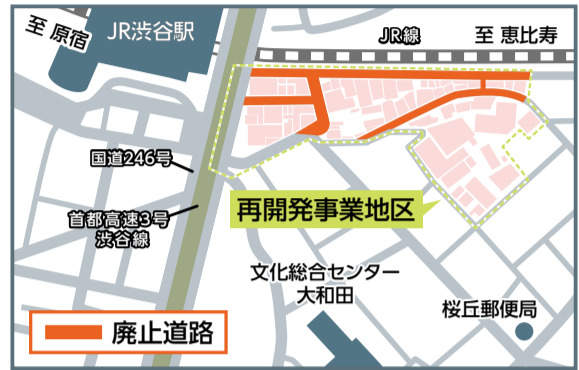 至 原宿
JR渋谷駅
JR線
至 恵比寿
国道246号
首都高速3号
渋谷線
再開発事業地区
文化総合センター
大和田
桜丘郵便局
廃止道路